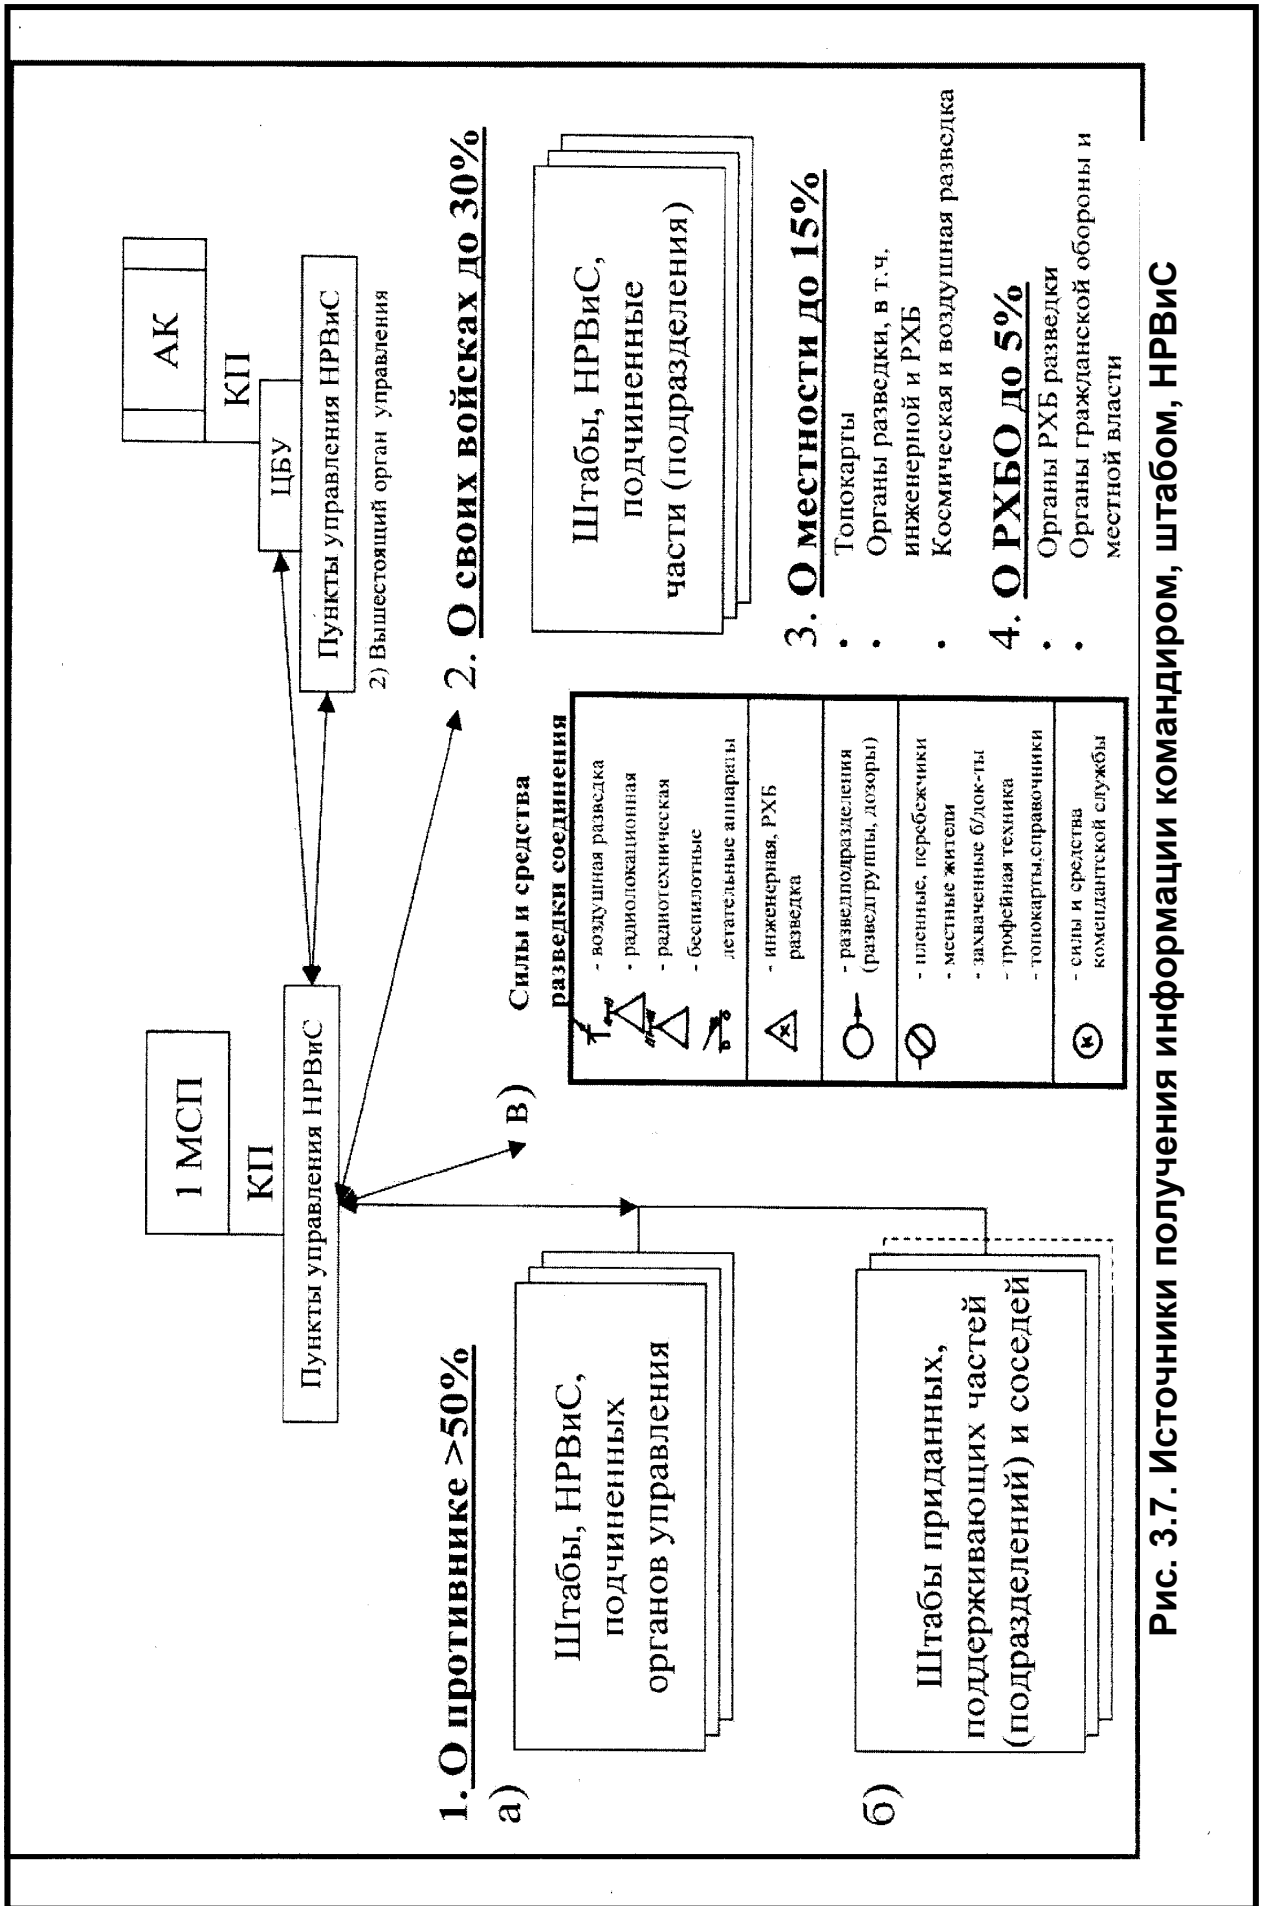 1 МСП
КП
Пункты управления НРВиС
АК
КП
ЦБУ
Пункты управления НРВиС
2) Вышестоящий орган управления
1. О противнике >50%
а)
Штабы, НРВиС,
подчиненных
органов управления
б)
Штабы приданных,
поддерживающих частей
(подразделений) и соседей
В)
Силы и средства
разведки соединения
- воздушная разведка
- радиолокационная
- радиотехническая
- беспилотные
летательные аппараты
х
- инженерная, РХБ
разведка
- разведподразделения
(разведгруппы, дозоры)
- пленные, перебежчики
- местные жители
- захваченные б/док-ты
- трофейная техника
- топокарты,справочники
к
- силы и средства
комендантской службы
2. О своих войсках до 30%
Штабы, НРВиС,
подчиненные
части (подразделения)
3. О местности до 15%
• Топокарты
• Органы разведки, в т.ч.
инженерной и РХБ
• Космическая и воздушная разведка
4. О РХБО до 5%
• Органы РХБ разведки
• Органы гражданской обороны и
местной власти
Рис. 3.7. Источники получения информации командиром, штабом, НРВиС